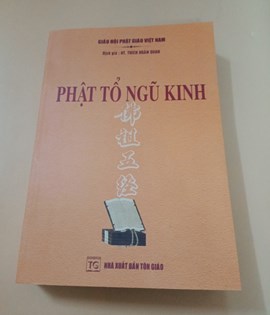 GIÁO HỘI PHẬT GIÁO VIỆT NAM
PHẬT TỔ NGŨ KINH
佛祖五經
TG
NHÀ XUẤT BẢN TÔN GIÁO